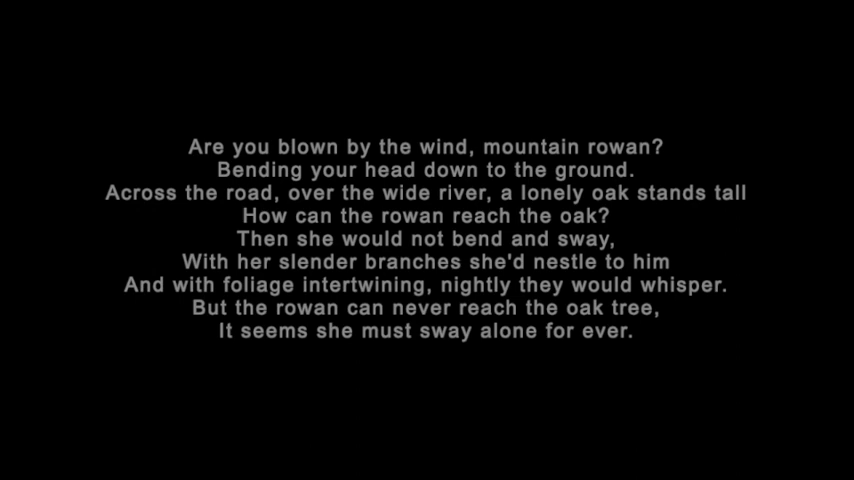 Are you blown by the wind, mountain rowan?
Bending your head down to the ground.
Across the road, over the wide river, a lonely oak stands tall
How can the rowan reach the oak?
Then she would not bend and sway,
With her slender branches she'd nestle to him
And with foliage intertwining, nightly they would whisper.
But the rowan can never reach the oak tree,
It seems she must sway alone for ever.